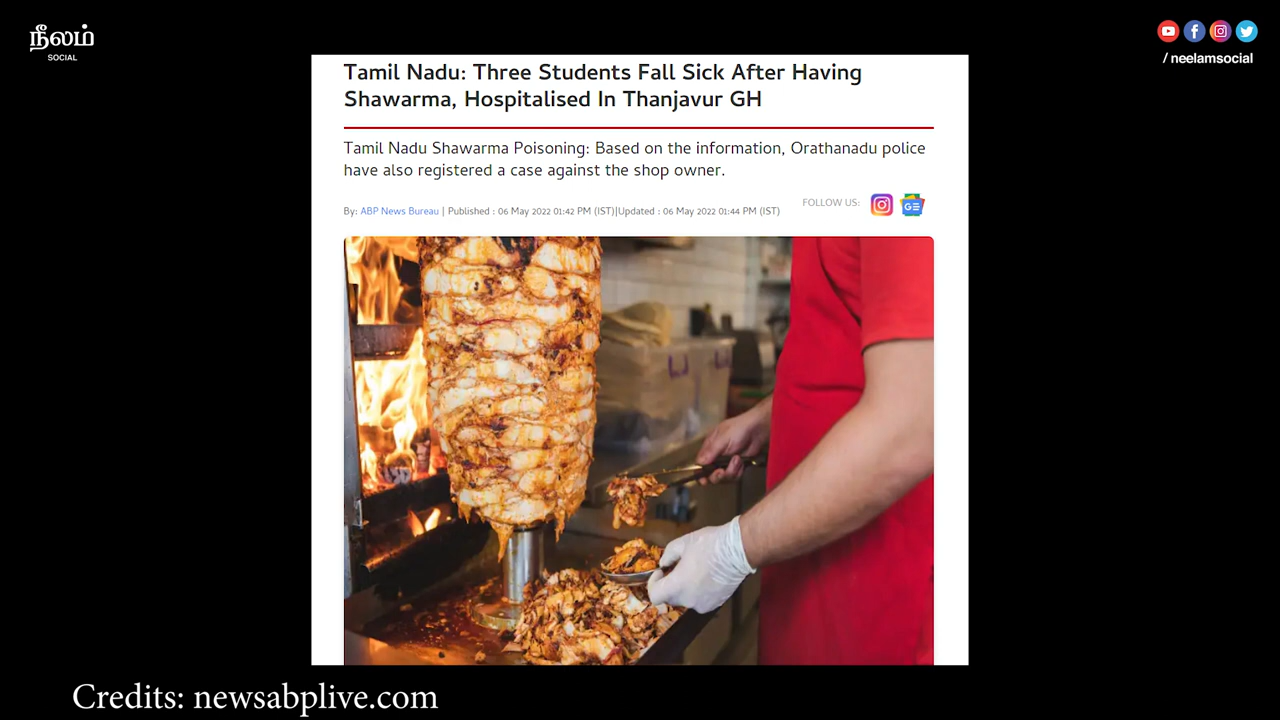 நீலம்
SOCIAL
/ neelamsocial
Tamil Nadu: Three Students Fall Sick After Having
Shawarma, Hospitalised In Thanjavur GH
Tamil Nadu Shawarma Poisoning: Based on the information, Orathanadu police
have also registered a case against the shop owner.
By: ABP News Bureau | Published : 06 May 2022 01:42 PM (IST)|Updated : 06 May 2022 01:44 PM (IST)
FOLLOW US:
Credits: newsabplive.com